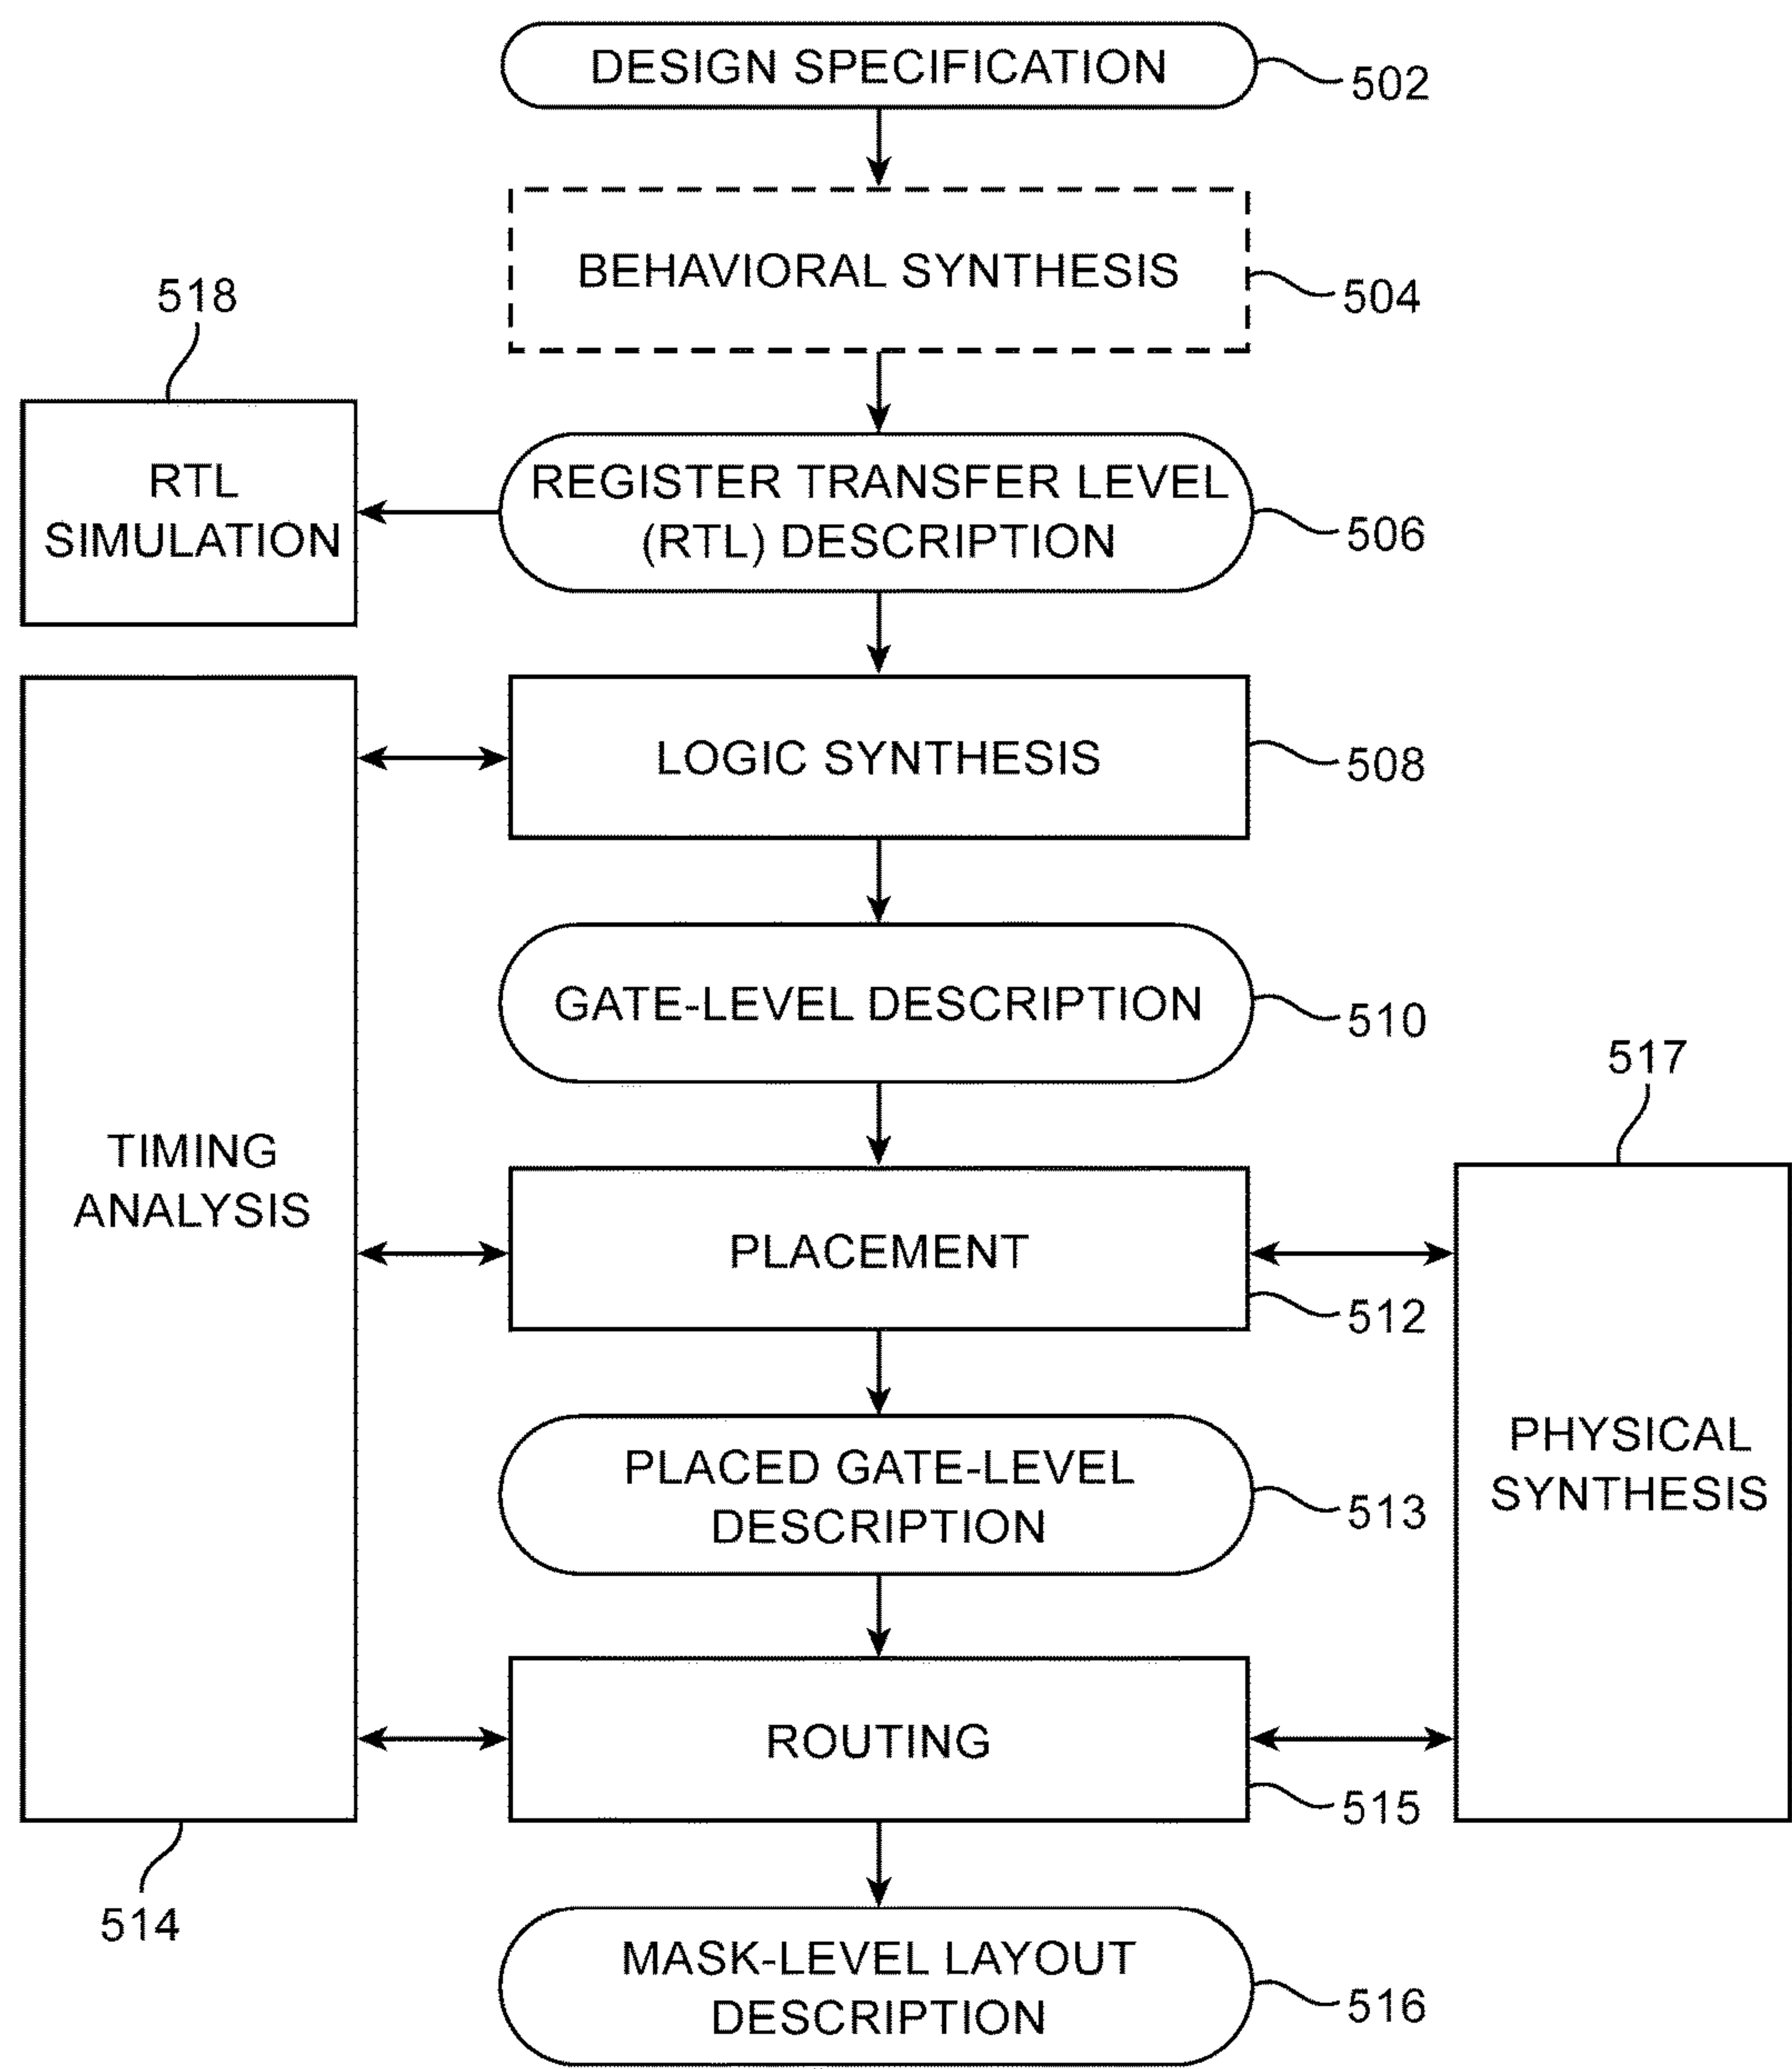 DESIGN SPECIFICATION
502
BEHAVIORAL SYNTHESIS
504
518
RTL
SIMULATION
REGISTER TRANSFER LEVEL
(RTL) DESCRIPTION
506
LOGIC SYNTHESIS
508
GATE-LEVEL DESCRIPTION
510
517
TIMING
ANALYSIS
PLACEMENT
512
PLACED GATE-LEVEL
DESCRIPTION
513
PHYSICAL
SYNTHESIS
ROUTING
515
514
MASK-LEVEL LAYOUT
DESCRIPTION
516